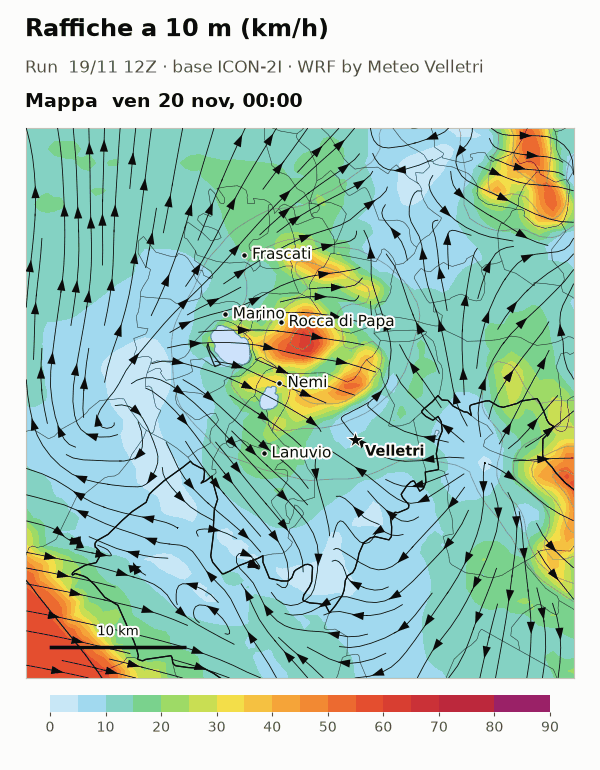 Raffiche a 10 m (km/h)
Run 19/11 12Z · base ICON-2I · WRF by Meteo Velletri
Mappa ven 20 nov, 00:00
Frascati
Marino
Rocca di Papa
Nemi
Velletri
Lanuvio
10 km
0 10 20 30 40 50 60 70 80 90